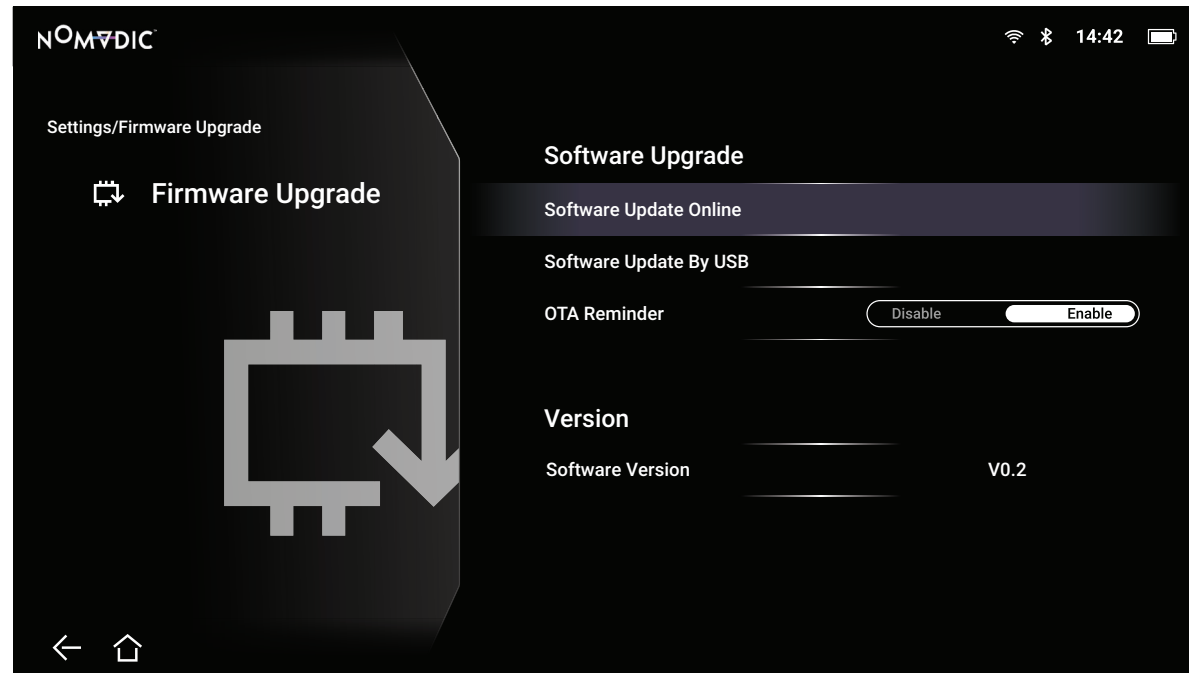 NOMADIC™
14:42
Settings/Firmware Upgrade
Firmware Upgrade
Software Upgrade
Software Update Online
Software Update By USB
OTA Reminder Disable Enable
Version
Software Version V0.2